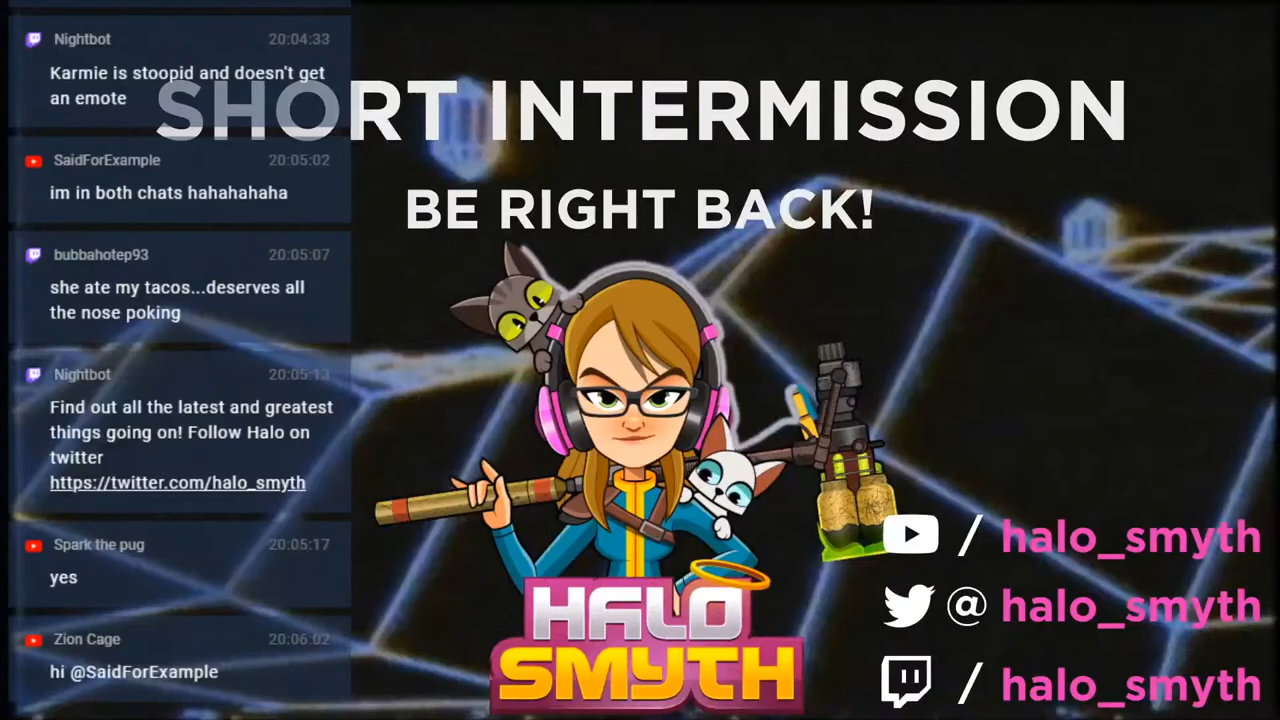 Nightbot 20:04:33
Karmie is stoopid and doesn't get
an emote
SaidForExample 20:05:02
im in both chats hahahahaha
bubbahotep93 20:05:07
she ate my tacos...deserves all
the nose poking
Nightbot 20:05:13
Find out all the latest and greatest
things going on! Follow Halo on
twitter
https://twitter.com/halo_smyth
Spark the pug 20:05:17
yes
Zion Cage 20:06:02
hi @SaidForExample
SHORT INTERMISSION
BE RIGHT BACK!
HALO
SMYTH
/ halo_smyth
@ halo_smyth
/ halo_smyth